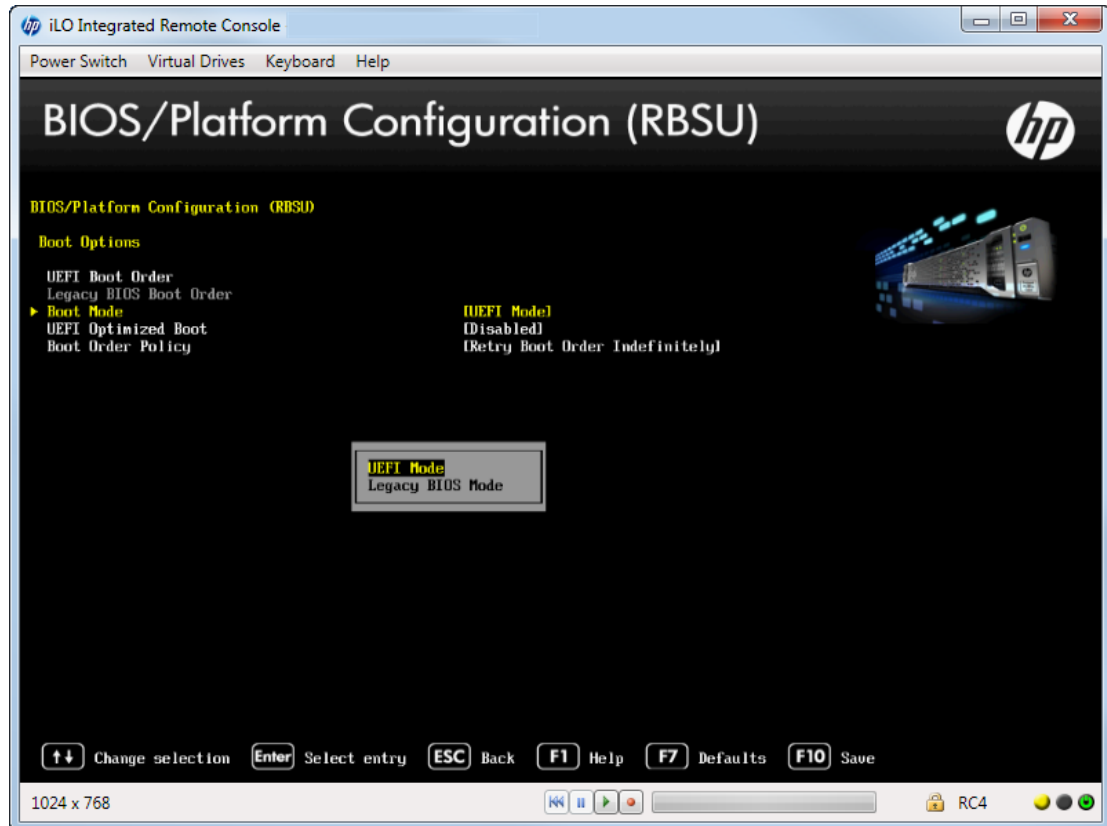 iLO Integrated Remote Console
Power Switch Virtual Drives Keyboard Help
BIOS/Platform Configuration (RBSU)
hp
BIOS/Platform Configuration (RBSU)
Boot Options
UEFI Boot Order
Legacy BIOS Boot Order
Boot Mode [UEFI Mode]
UEFI Optimized Boot [Disabled]
Boot Order Policy [Retry Boot Order Indefinitely]
UEFI Mode
Legacy BIOS Mode
↑↓ Change selection Enter Select entry ESC Back F1 Help F7 Defaults F10 Save
1024 x 768 RC4